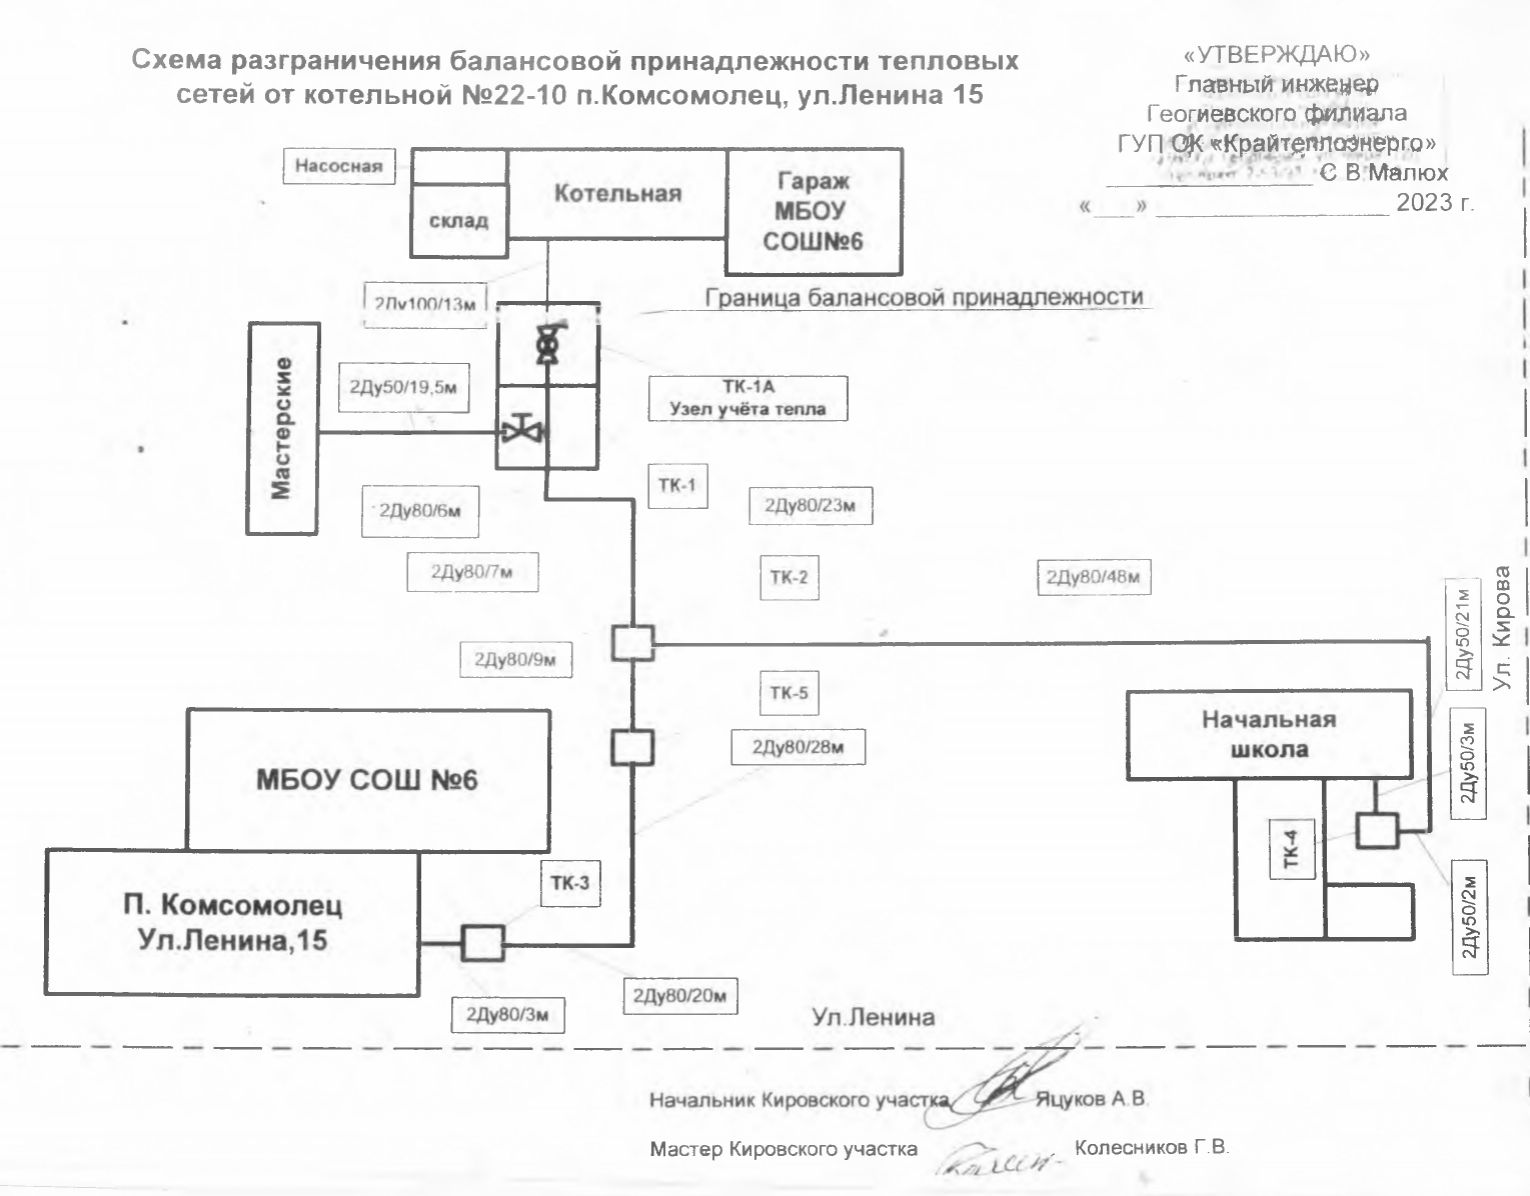 Схема разграничения балансовой принадлежности тепловых
сетей от котельной №22-10 п.Комсомолец, ул.Ленина 15
«УТВЕРЖДАЮ»
Главный инженер
Геогиевского филиала
ГУП СК «Крайтеплоэнерго»
С В Малюх
«___» ___________________ 2023 г.
Насосная
склад
Котельная
Гараж
МБОУ
СОШ№6
2Ду100/13м
Граница балансовой принадлежности
Мастерские
2Ду50/19,5м
ТК-1А
Узел учёта тепла
ТК-1
2Ду80/6м
2Ду80/23м
2Ду80/7м
ТК-2
2Ду80/48м
2Ду50/21м
Ул. Кирова
2Ду80/9м
ТК-5
2Ду80/28м
Начальная
школа
2Ду50/3м
МБОУ СОШ №6
ТК-4
ТК-3
2Ду50/2м
П. Комсомолец
Ул.Ленина,15
2Ду80/20м
2Ду80/3м
Ул.Ленина
Начальник Кировского участка Яцуков А.В.
Мастер Кировского участка Колесников Г.В.